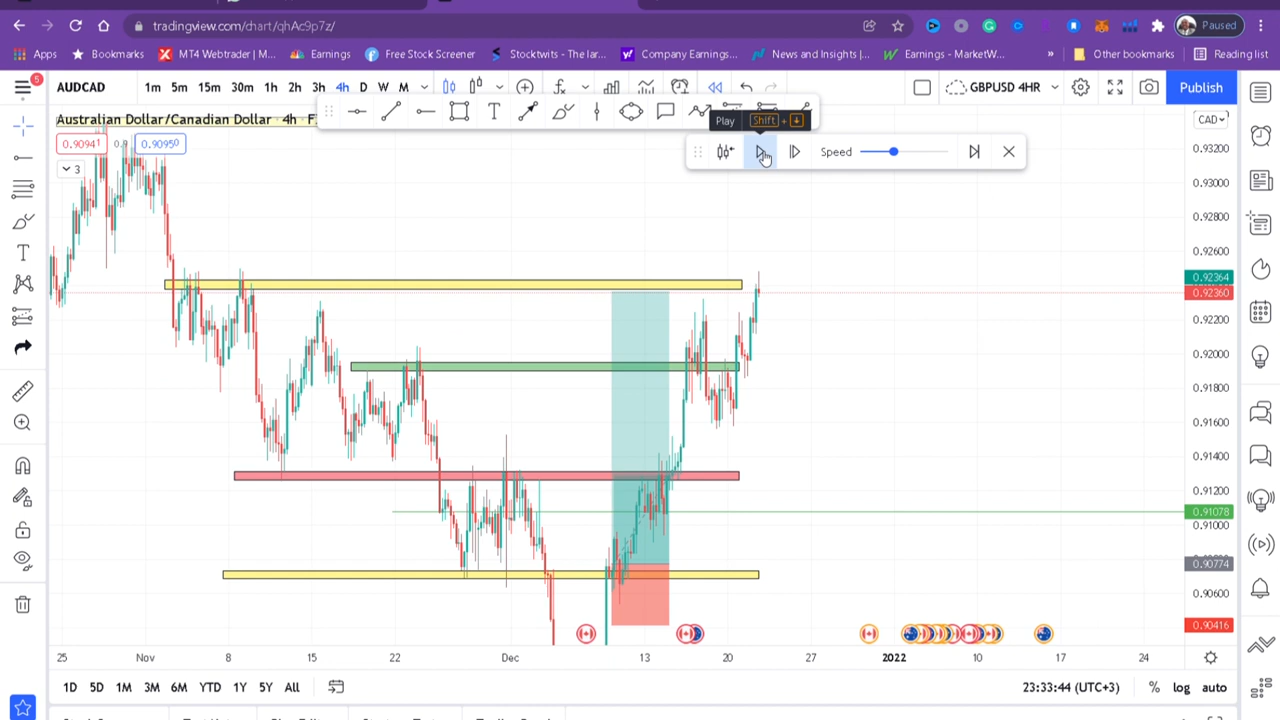 tradingview.com/chart/qhAc9p7z/
Paused
Apps Bookmarks MT4 Webtrader | M... Earnings Free Stock Screener Stocktwits - The lar... Company Earnings... News and Insights |... Earnings - MarketW... » Other bookmarks Reading list
5
AUDCAD 1m 5m 15m 30m 1h 2h 3h 4h D W M GBPUSD 4HR Publish
Australian Dollar/Canadian Dollar · 4h · F
Play Shift + ↓
CAD
0.90941 0.9 0.90950
Speed
3
0.93200
0.93000
0.92800
0.92600
0.92364
0.92360
0.92200
0.92000
0.91800
0.91600
0.91400
0.91200
0.91078
0.91000
0.90774
0.90600
0.90416
25 Nov 8 15 22 Dec 13 20 27 2022 10 17 24
1D 5D 1M 3M 6M YTD 1Y 5Y All 23:33:44 (UTC+3) % log auto